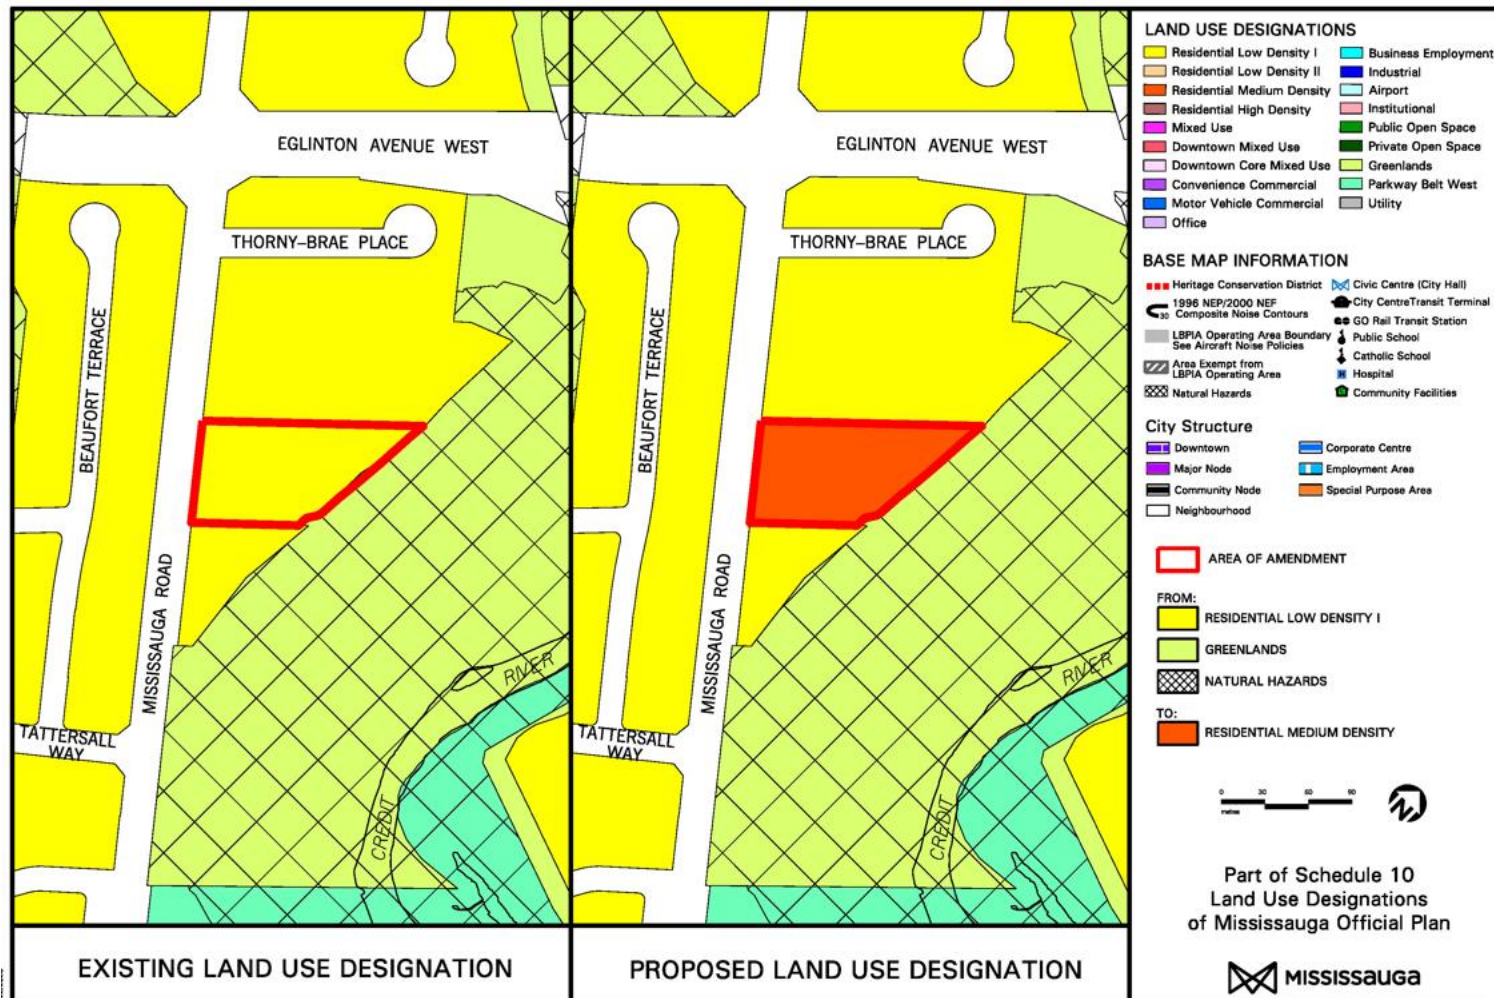 EGLINTON AVENUE WEST
THORNY-BRAE PLACE
BEAUFORT TERRACE
MISSISSAUGA ROAD
TATTERSALL
WAY
CREDIT
RIVER
EXISTING LAND USE DESIGNATION
EGLINTON AVENUE WEST
THORNY-BRAE PLACE
BEAUFORT TERRACE
MISSISSAUGA ROAD
TATTERSALL
WAY
CREDIT
RIVER
PROPOSED LAND USE DESIGNATION
LAND USE DESIGNATIONS
Residential Low Density I
Residential Low Density II
Residential Medium Density
Residential High Density
Mixed Use
Downtown Mixed Use
Downtown Core Mixed Use
Convenience Commercial
Motor Vehicle Commercial
Office
Business Employment
Industrial
Airport
Institutional
Public Open Space
Private Open Space
Greenlands
Parkway Belt West
Utility
BASE MAP INFORMATION
Heritage Conservation District
30
1996 NEP/2000 NEF
Composite Noise Contours
LBPIA Operating Area Boundary
See Aircraft Noise Policies
Area Exempt from
LBPIA Operating Area
Natural Hazards
Civic Centre (City Hall)
City CentreTransit Terminal
GO Rail Transit Station
Public School
Catholic School
H Hospital
Community Facilities
City Structure
Downtown
Major Node
Community Node
Neighbourhood
Corporate Centre
Employment Area
Special Purpose Area
AREA OF AMENDMENT
FROM:
RESIDENTIAL LOW DENSITY I
GREENLANDS
NATURAL HAZARDS
TO:
RESIDENTIAL MEDIUM DENSITY
0 30 60 90
metres
Part of Schedule 10
Land Use Designations
of Mississauga Official Plan
MISSISSAUGA